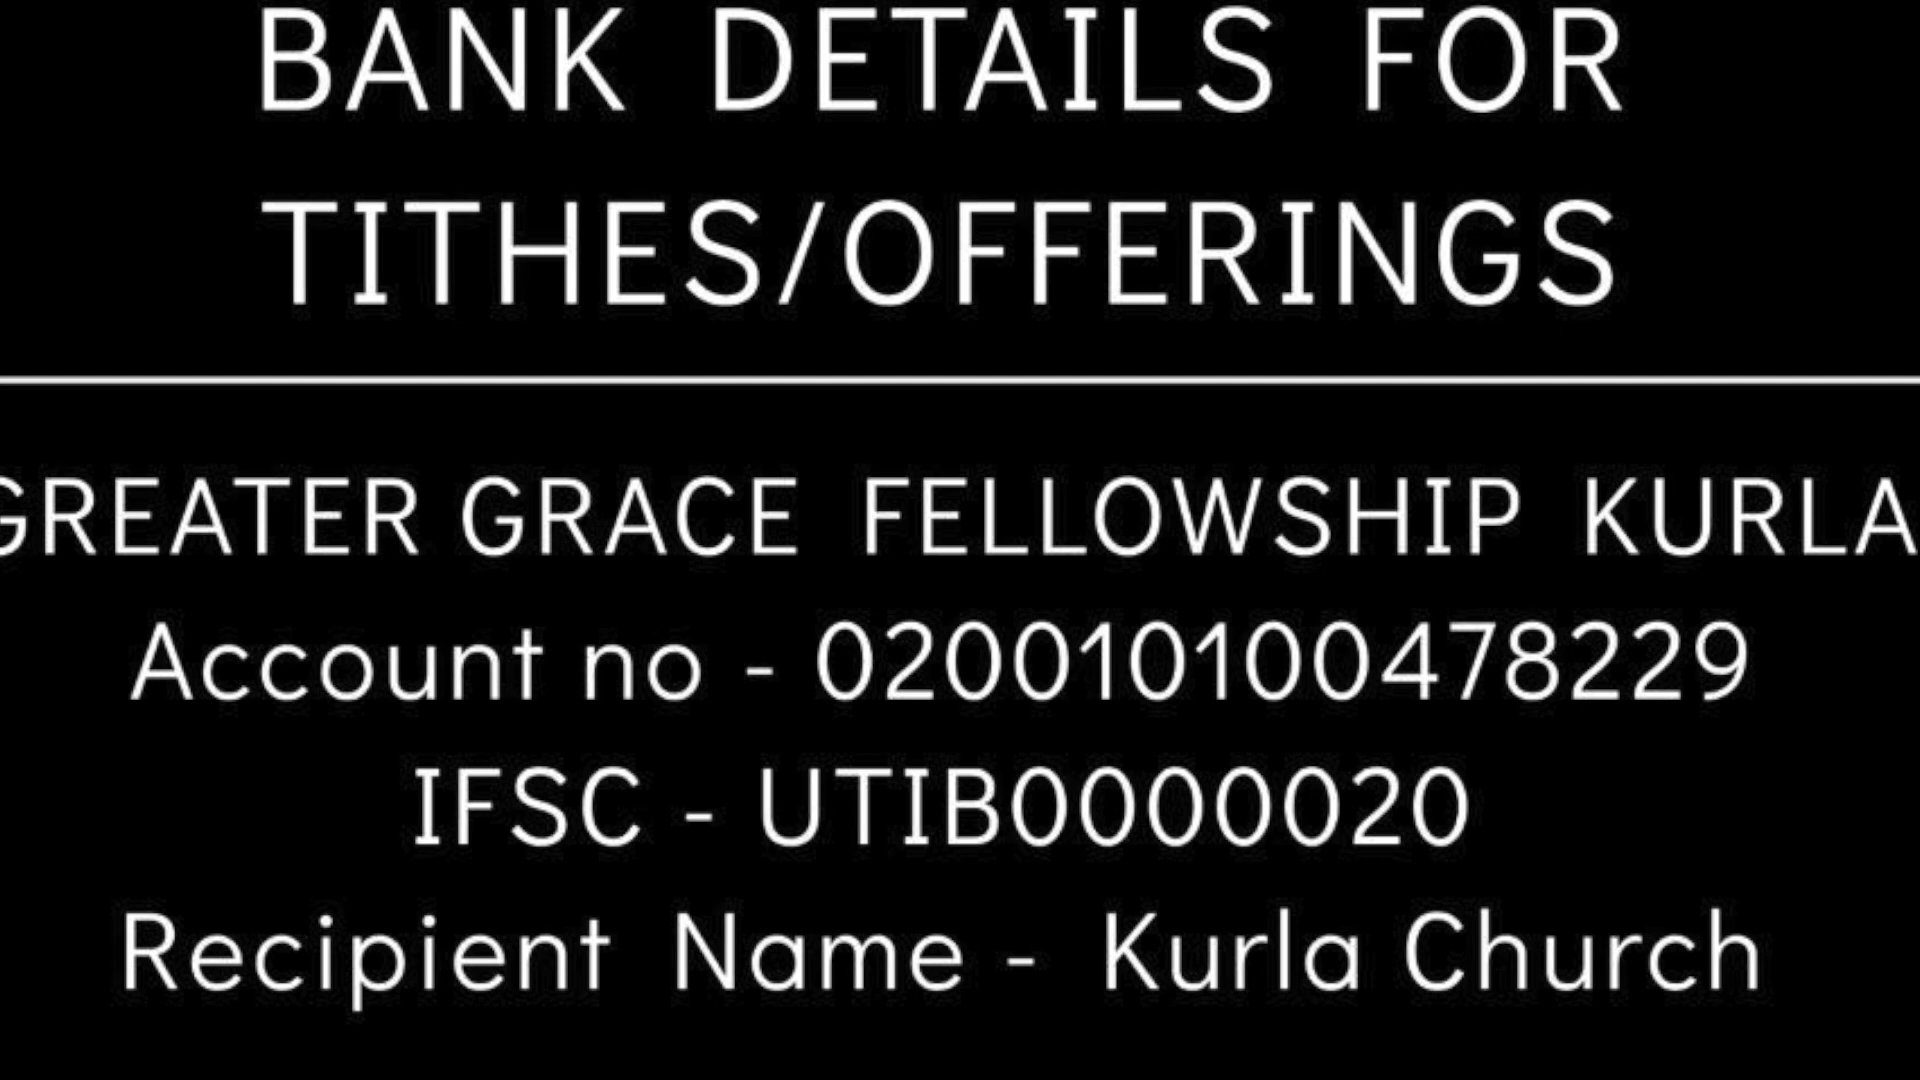 BANK DETAILS FOR
TITHES/OFFERINGS
GREATER GRACE FELLOWSHIP KURLA
Account no - 020010100478229
IFSC - UTIB0000020
Recipient Name - Kurla Church